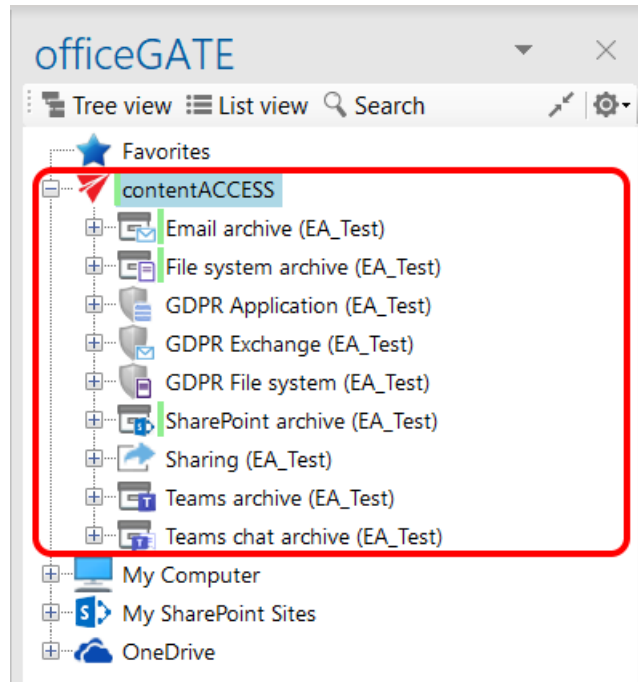 officeGATE
Tree view List view Search
Favorites
contentACCESS
Email archive (EA_Test)
File system archive (EA_Test)
GDPR Application (EA_Test)
GDPR Exchange (EA_Test)
GDPR File system (EA_Test)
SharePoint archive (EA_Test)
Sharing (EA_Test)
Teams archive (EA_Test)
Teams chat archive (EA_Test)
My Computer
My SharePoint Sites
OneDrive